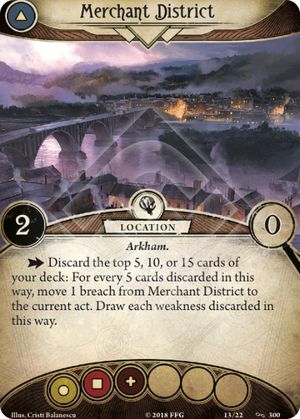 Merchant District
2
LOCATION
0
Arkham.
Discard the top 5, 10, or 15 cards of
your deck: For every 5 cards discarded in this
way, move 1 breach from Merchant District to
the current act. Draw each weakness discarded in
this way.
Illus. Cristi Balanescu
© 2018 FFG
13/22
300